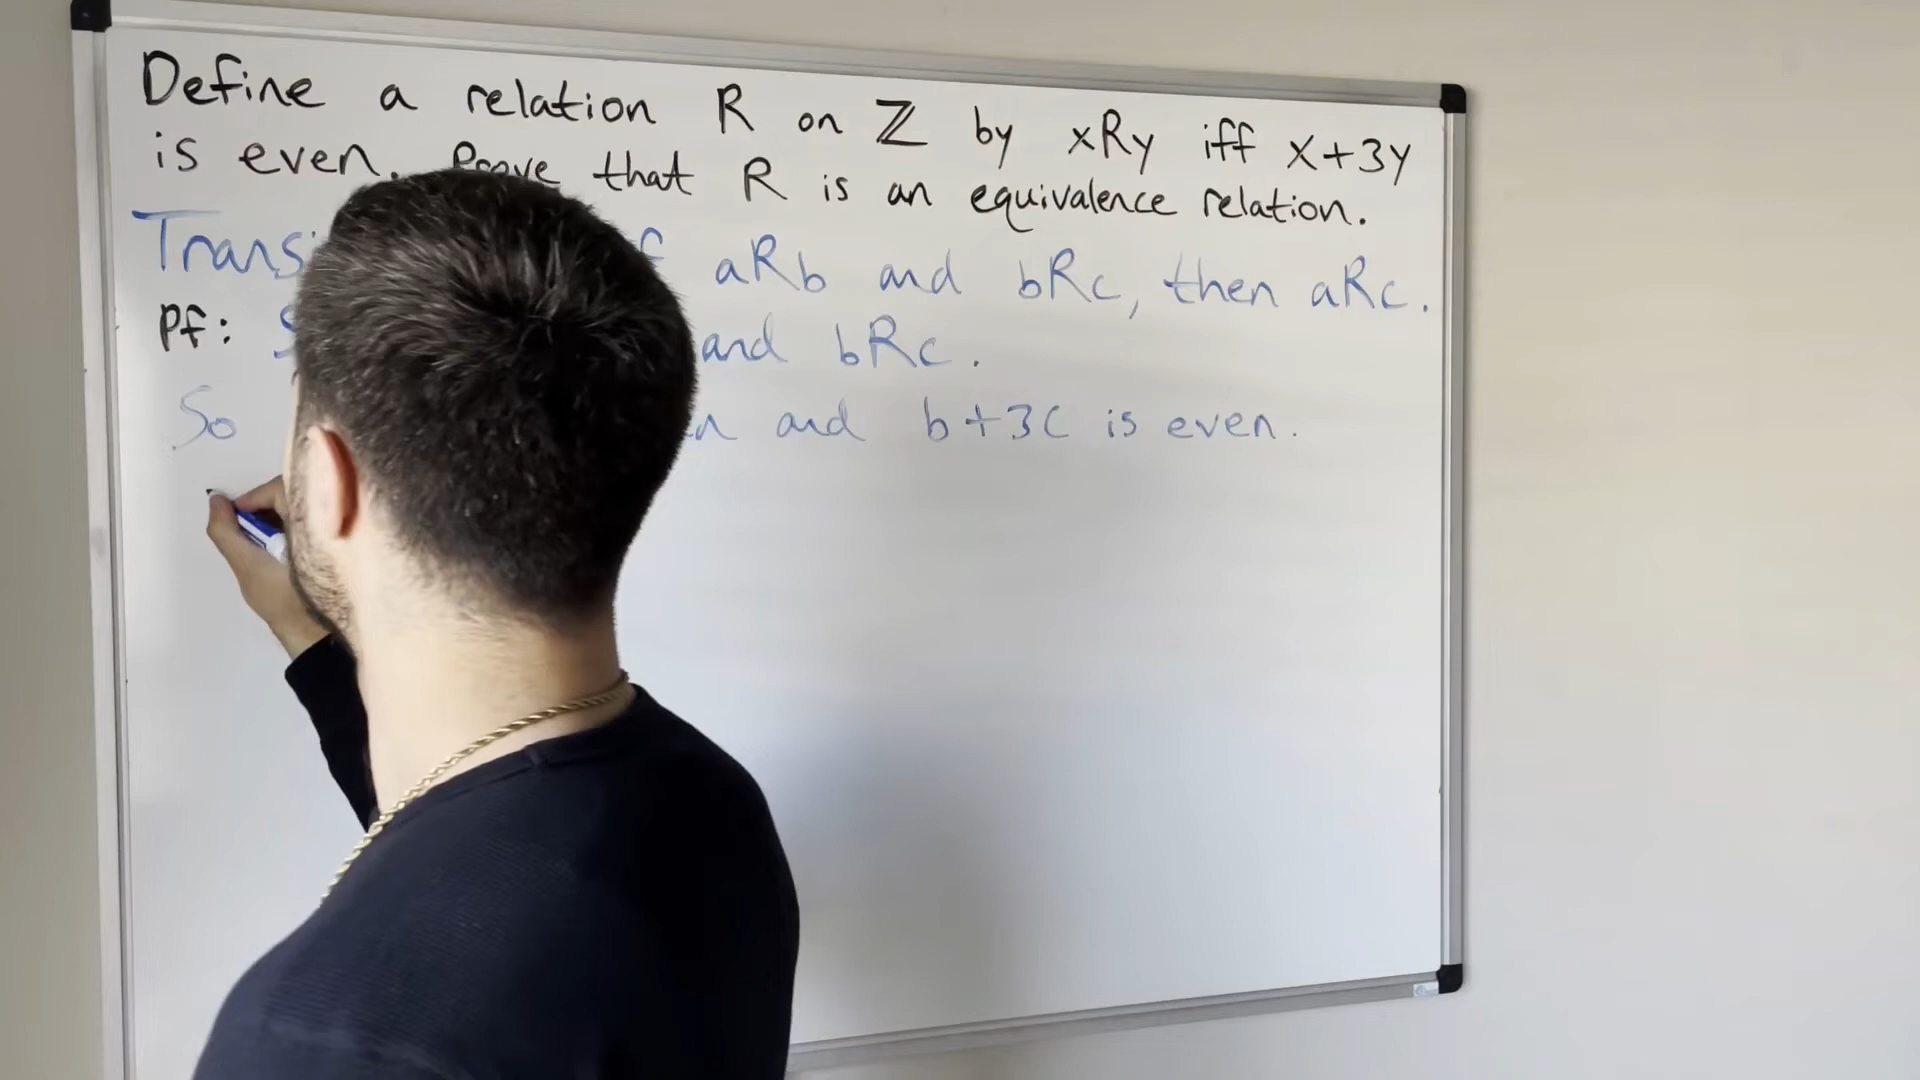 Define a relation R on ℤ by xRy iff x+3y
is even. Prove that R is an equivalence relation.
aRb and bRc, then aRc.
Pf: and bRc.
So and b+3c is even.